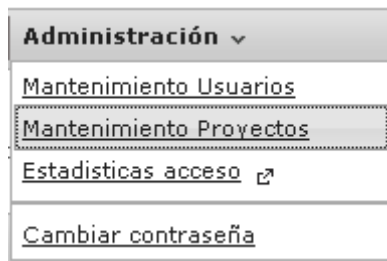 Administración
Mantenimiento Usuarios
Mantenimiento Proyectos
Estadisticas acceso
Cambiar contraseña